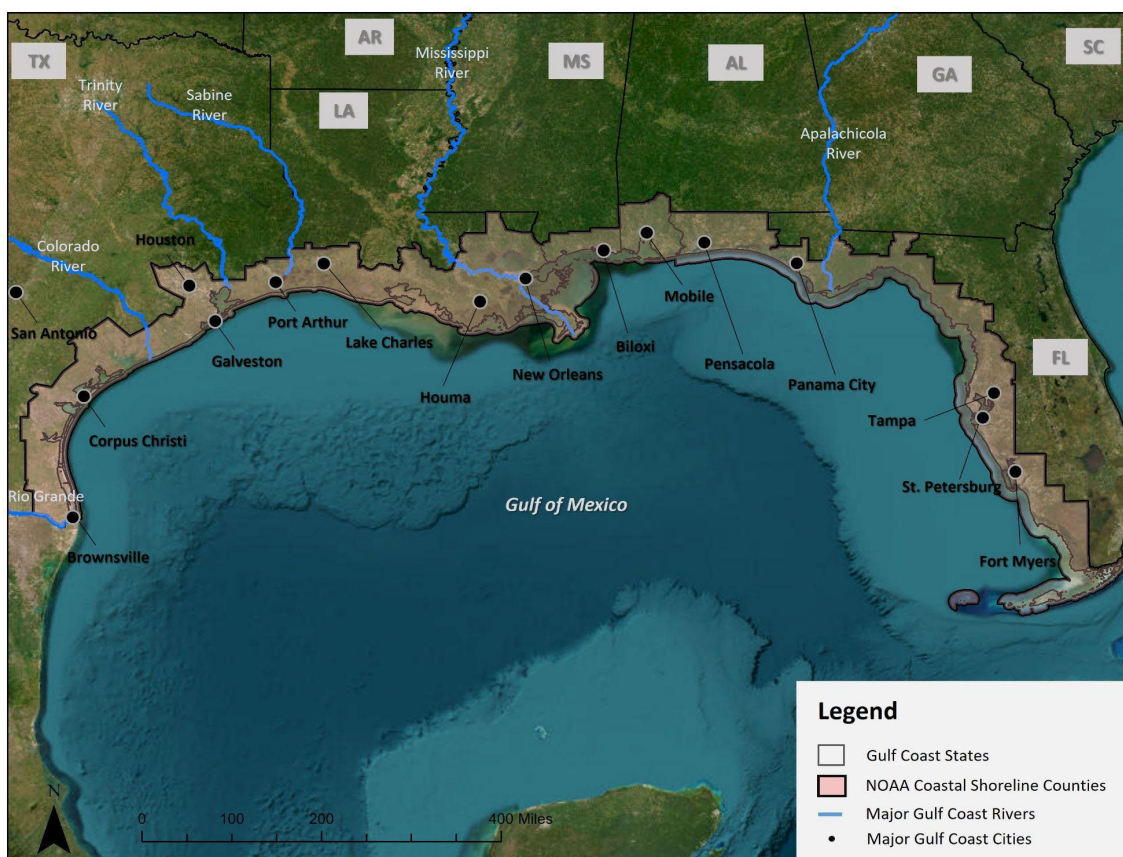 AR
Mississippi
River
MS
AL
SC
TX
GA
Trinity
River
Sabine
River
LA
Apalachicola
River
Colorado
River
Houston
San Antonio
Port Arthur
Galveston
Lake Charles
Houma
New Orleans
Biloxi
Mobile
Pensacola
Panama City
FL
Tampa
Corpus Christi
St. Petersburg
Rio Grande
Gulf of Mexico
Brownsville
Fort Myers
Legend
Gulf Coast States
NOAA Coastal Shoreline Counties
Major Gulf Coast Rivers
Major Gulf Coast Cities
N
0 100 200 400 Miles